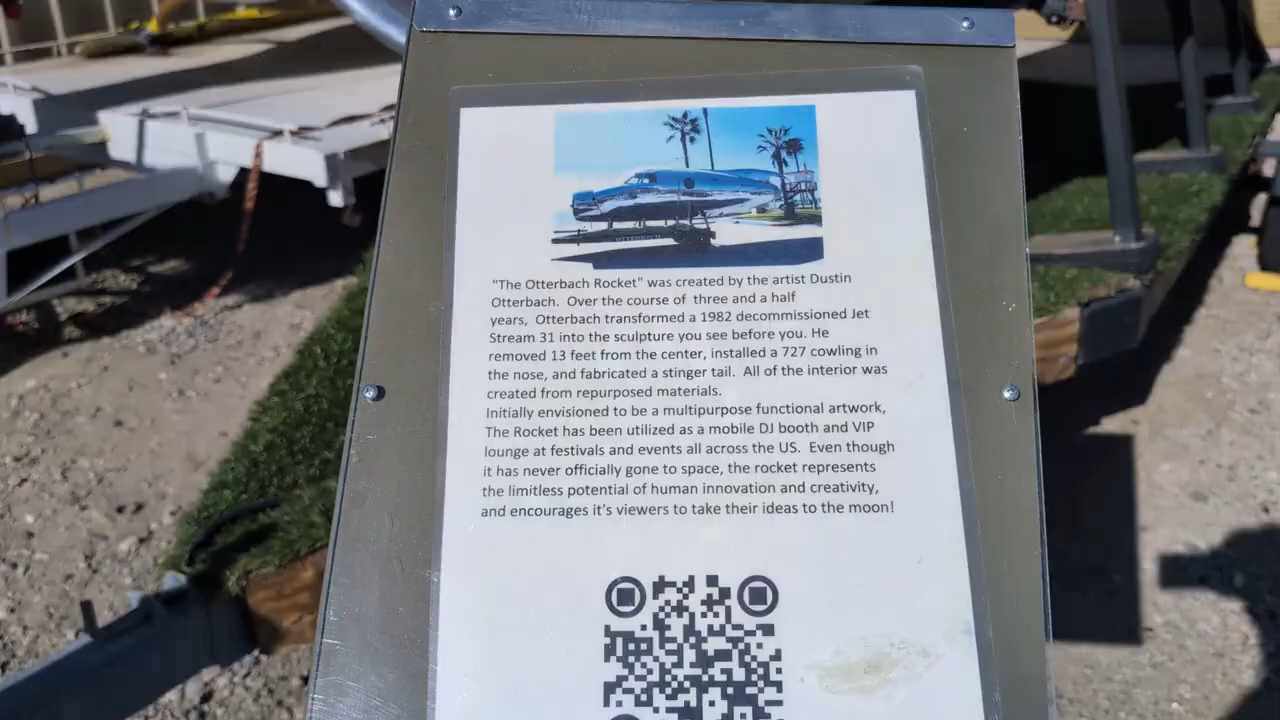 OTTERBACH
"The Otterbach Rocket" was created by the artist Dustin
Otterbach. Over the course of three and a half
years, Otterbach transformed a 1982 decommissioned Jet
Stream 31 into the sculpture you see before you. He
removed 13 feet from the center, installed a 727 cowling in
the nose, and fabricated a stinger tail. All of the interior was
created from repurposed materials.
Initially envisioned to be a multipurpose functional artwork,
The Rocket has been utilized as a mobile DJ booth and VIP
lounge at festivals and events all across the US. Even though
it has never officially gone to space, the rocket represents
the limitless potential of human innovation and creativity,
and encourages it's viewers to take their ideas to the moon!